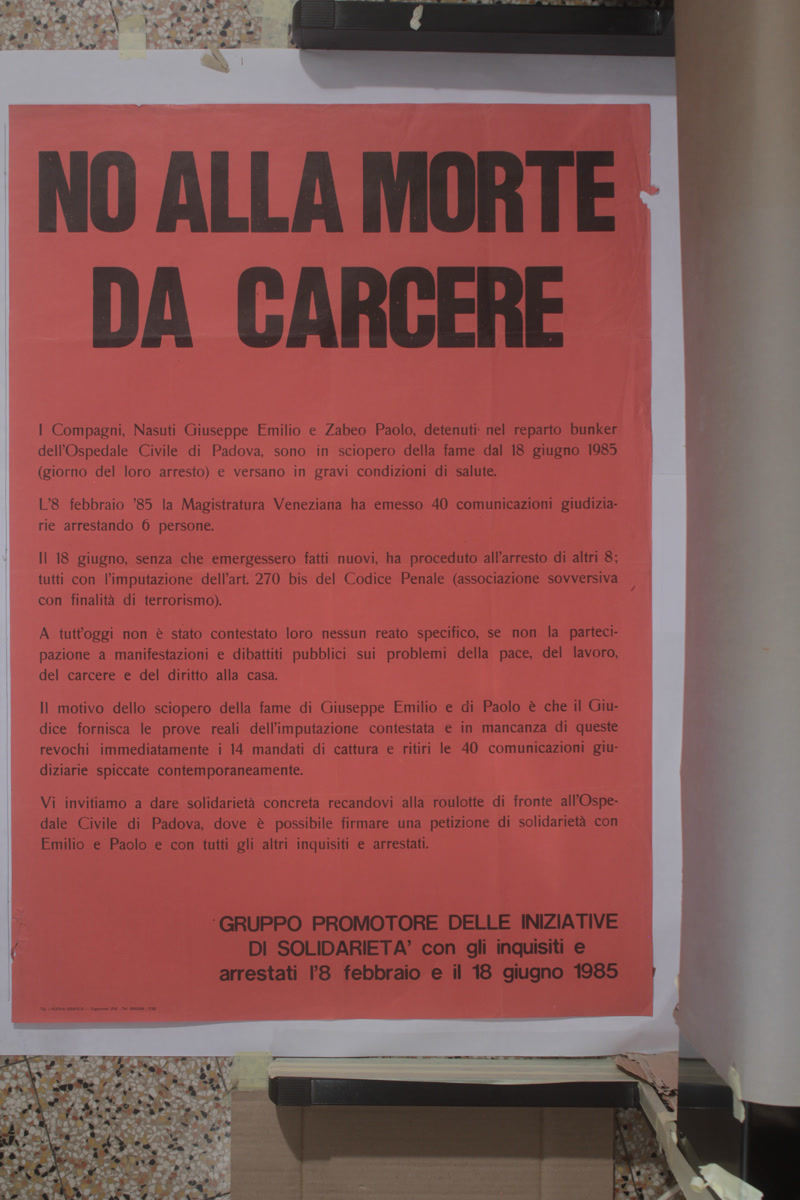 NO ALLA MORTE
DA CARCERE
I Compagni, Nasuti Giuseppe Emilio e Zabeo Paolo, detenuti nel reparto bunker
dell'Ospedale Civile di Padova, sono in sciopero della fame dal 18 giugno 1985
(giorno del loro arresto) e versano in gravi condizioni di salute.
L'8 febbraio '85 la Magistratura Veneziana ha emesso 40 comunicazioni giudizia-
rie arrestando 6 persone.
Il 18 giugno, senza che emergessero fatti nuovi, ha proceduto all'arresto di altri 8;
tutti con l'imputazione dell'art. 270 bis del Codice Penale (associazione sovversiva
con finalità di terrorismo).
A tutt'oggi non è stato contestato loro nessun reato specifico, se non la parteci-
pazione a manifestazioni e dibattiti pubblici sui problemi della pace, del lavoro,
del carcere e del diritto alla casa.
Il motivo dello sciopero della fame di Giuseppe Emilio e di Paolo è che il Giu-
dice fornisca le prove reali dell'imputazione contestata e in mancanza di queste
revochi immediatamente i 14 mandati di cattura e ritiri le 40 comunicazioni giu-
diziarie spiccate contemporaneamente.
Vi invitiamo a dare solidarietà concreta recandovi alla roulotte di fronte all'Ospe-
dale Civile di Padova, dove è possibile firmare una petizione di solidarietà con
Emilio e Paolo e con tutti gli altri inquisiti e arrestati.
GRUPPO PROMOTORE DELLE INIZIATIVE
DI SOLIDARIETA' con gli inquisiti e
arrestati l'8 febbraio e il 18 giugno 1985